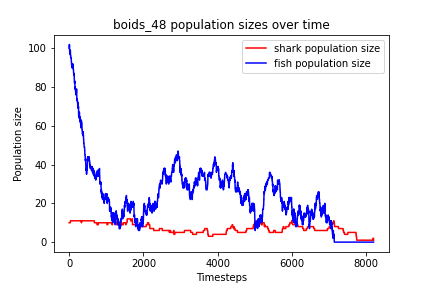 boids_48 population sizes over time
shark population size
fish population size
100
80
60
40
20
0
Population size
0
2000
4000
6000
8000
Timesteps